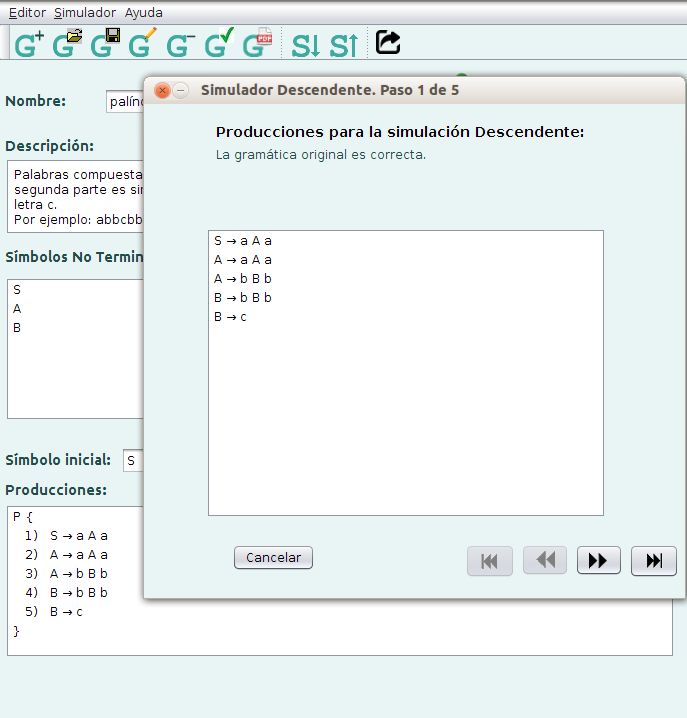 Editor Simulador Ayuda
G+ G G G G- G G PDF S↓ S↑
Simulador Descendente. Paso 1 de 5
Nombre:
Producciones para la simulación Descendente:
La gramática original es correcta.
Descripción:
Palabras compuesta
segunda parte es
letra c.
Por ejemplo: abbcbb
Símbolos No Termin
S
A
B
S → a A a
A → a A a
A → b B b
B → b B b
B → c
Símbolo inicial: S
Producciones:
P {
1) S → a A a
2) A → a A a
3) A → b B b
4) B → b B b
5) B → c
}
Cancelar